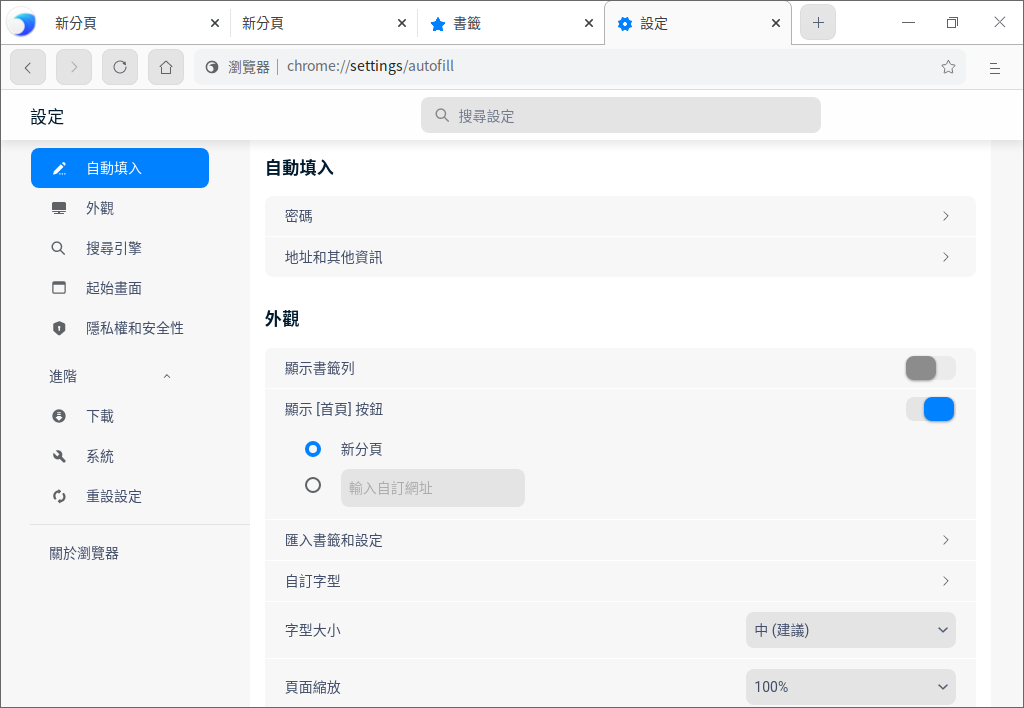 新分頁
新分頁
書籤
設定
瀏覽器 | chrome://settings/autofill
設定
搜尋設定
自動填入
外觀
搜尋引擎
起始畫面
隱私權和安全性
進階
下載
系統
重設設定
關於瀏覽器
自動填入
密碼
地址和其他資訊
外觀
顯示書籤列
顯示 [首頁] 按鈕
新分頁
輸入自訂網址
匯入書籤和設定
自訂字型
字型大小
中 (建議)
頁面縮放
100%